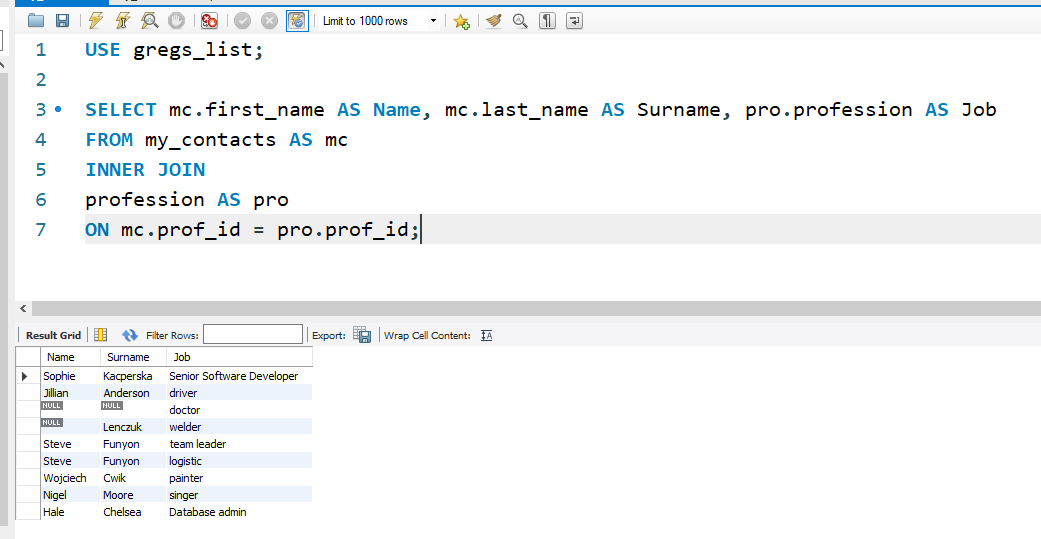 Limit to 1000 rows
1 USE gregs_list;
2
3 SELECT mc.first_name AS Name, mc.last_name AS Surname, pro.profession AS Job
4 FROM my_contacts AS mc
5 INNER JOIN
6 profession AS pro
7 ON mc.prof_id = pro.prof_id;
Result Grid Filter Rows: Export: Wrap Cell Content:
Name Surname Job
Sophie Kacperska Senior Software Developer
Jillian Anderson driver
NULL NULL doctor
NULL Lenczuk welder
Steve Funyon team leader
Steve Funyon logistic
Wojciech Cwik painter
Nigel Moore singer
Hale Chelsea Database admin